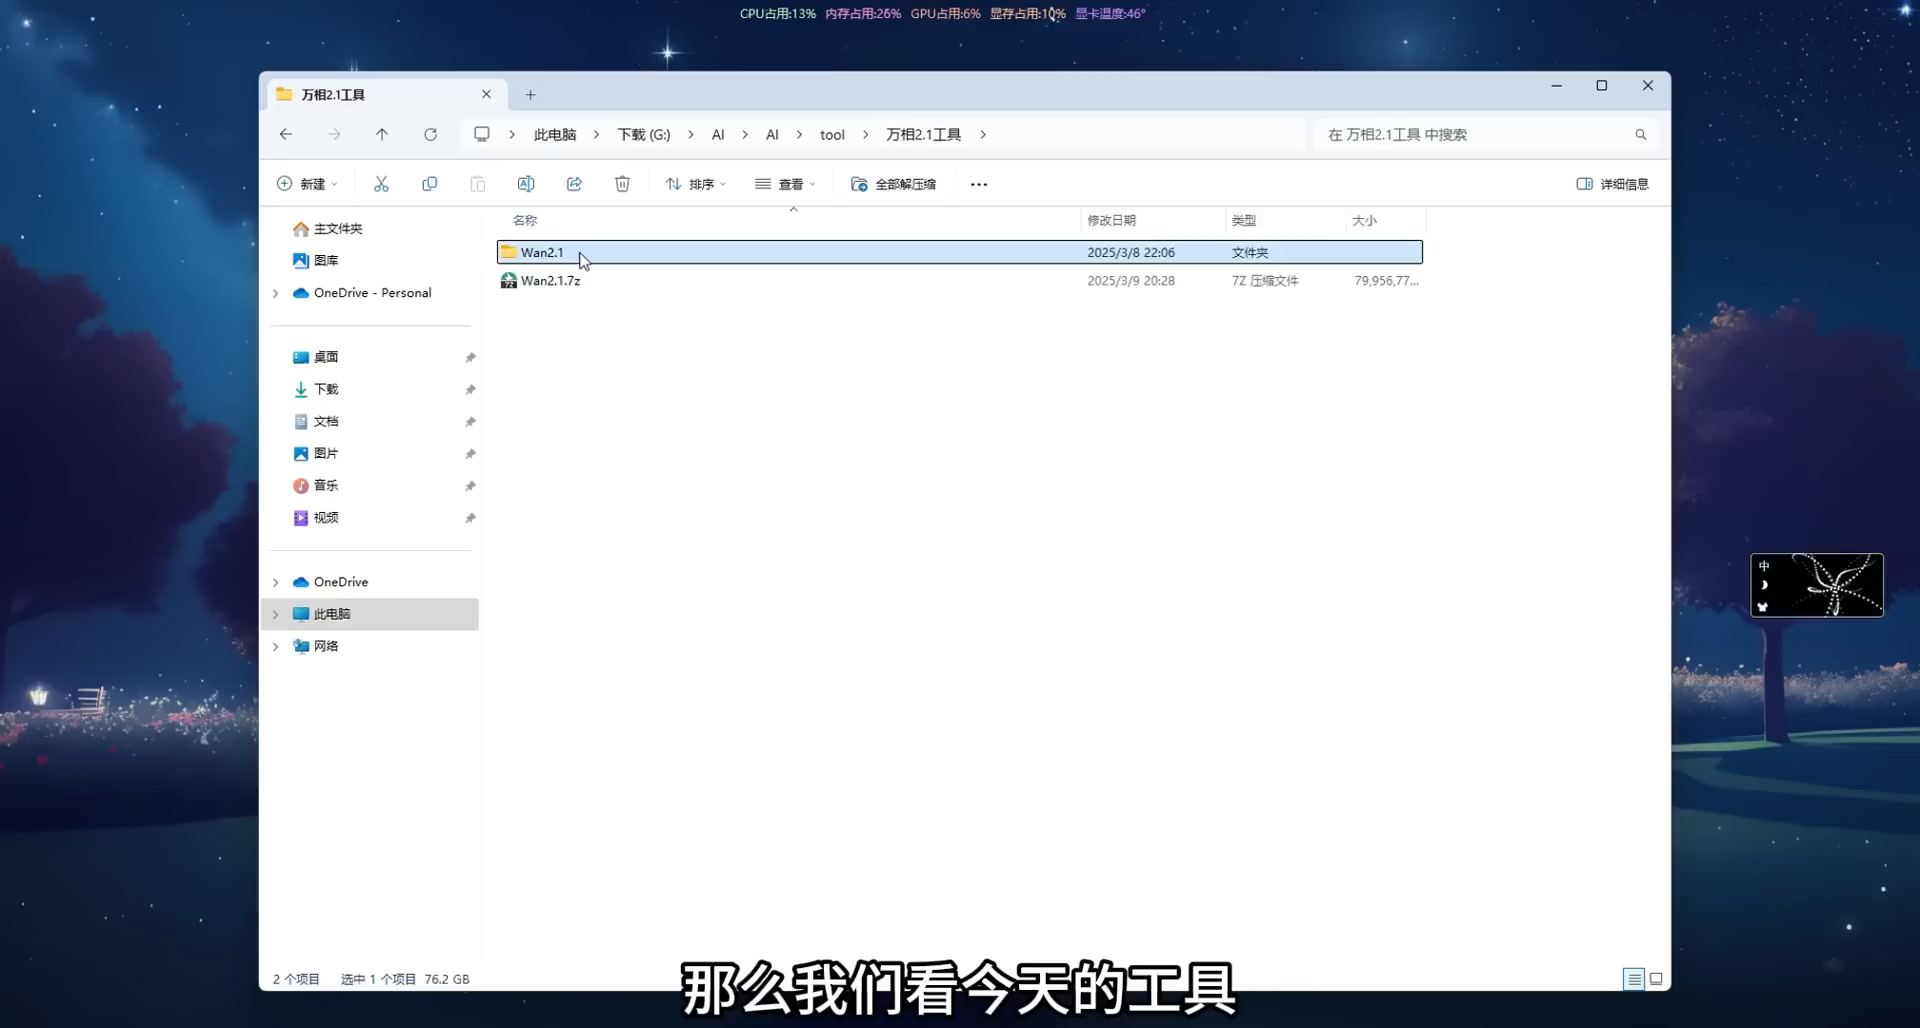 CPU占用:13% 内存占用:26% GPU占用:6% 显存占用:10% 显卡温度:46°
万相2.1工具
此电脑 下载 (G:) AI AI tool 万相2.1工具
在 万相2.1工具 中搜索
新建 排序 查看 全部解压缩 详细信息
名称 修改日期 类型 大小
主文件夹
图库
OneDrive - Personal
桌面
下载
文档
图片
音乐
视频
OneDrive
此电脑
网络
Wan2.1 2025/3/8 22:06 文件夹
Wan2.1.7z 2025/3/9 20:28 7Z 压缩文件 79,956,77...
中
2 个项目 选中 1 个项目 76.2 GB
那么我们看今天的工具